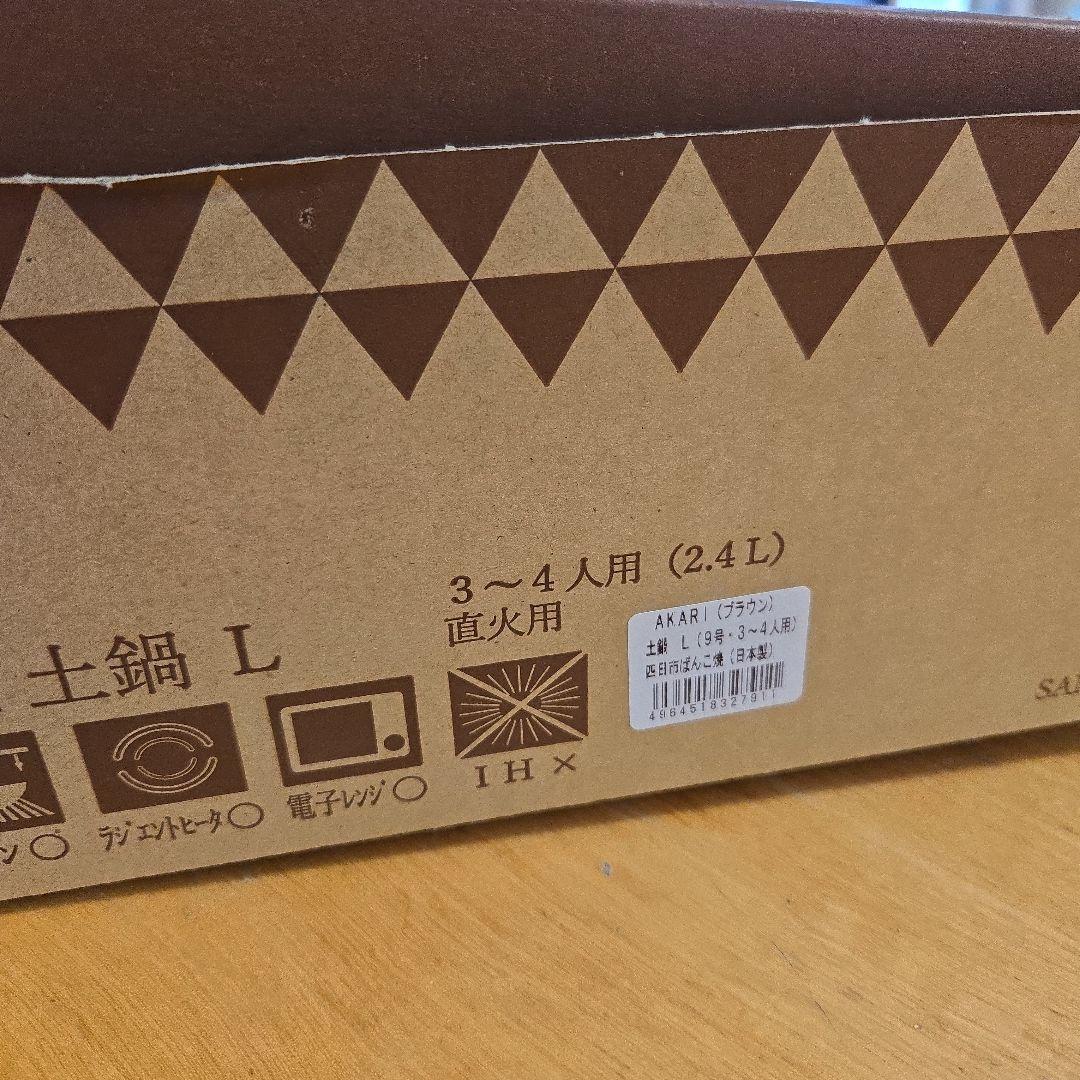 3～4人用（2.4L）
直火用
土鍋 L
ン○
ラジエントヒータ○
電子レンジ○
IH×
AKARI（ブラウン）
土鍋 L（9号・3～4人用）
四日市ばんこ焼（日本製）
4964518327911